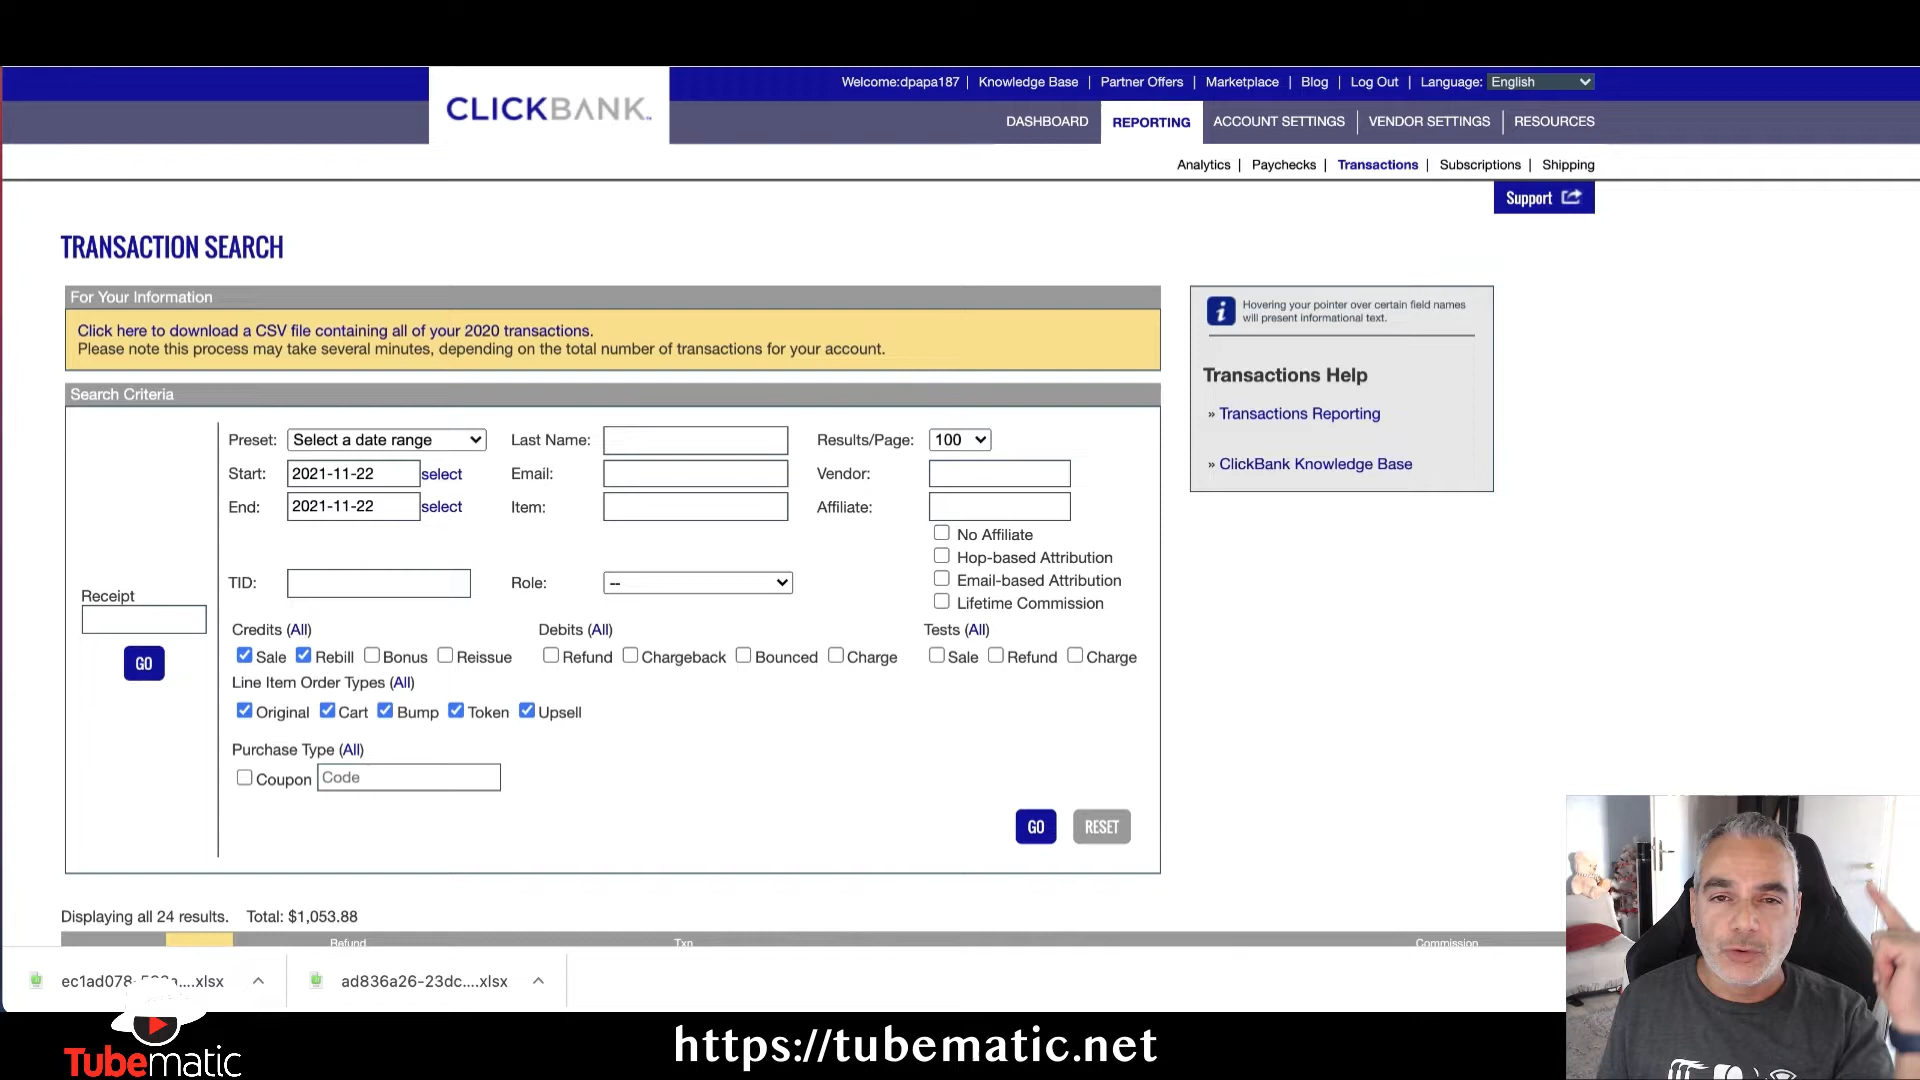 Welcome:dpapa187 | Knowledge Base | Partner Offers | Marketplace | Blog | Log Out | Language: English
CLICKBANK
DASHBOARD REPORTING ACCOUNT SETTINGS | VENDOR SETTINGS | RESOURCES
Analytics | Paychecks | Transactions | Subscriptions | Shipping
Support
TRANSACTION SEARCH
For Your Information
Click here to download a CSV file containing all of your 2020 transactions.
Please note this process may take several minutes, depending on the total number of transactions for your account.
Hovering your pointer over certain field names
will present informational text.
Transactions Help
» Transactions Reporting
» ClickBank Knowledge Base
Search Criteria
Preset: Select a date range Last Name: Results/Page: 100
Start: 2021-11-22 select Email: Vendor:
End: 2021-11-22 select Item: Affiliate:
No Affiliate
Hop-based Attribution
Email-based Attribution
Lifetime Commission
TID: Role: --
Receipt
GO
Credits (All) Debits (All) Tests (All)
Sale Rebill Bonus Reissue Refund Chargeback Bounced Charge Sale Refund Charge
Line Item Order Types (All)
Original Cart Bump Token Upsell
Purchase Type (All)
Coupon Code
GO RESET
Displaying all 24 results. Total: $1,053.88
Refund Txn Commission
ad836a26-23dc....xlsx
Tubematic
https://tubematic.net